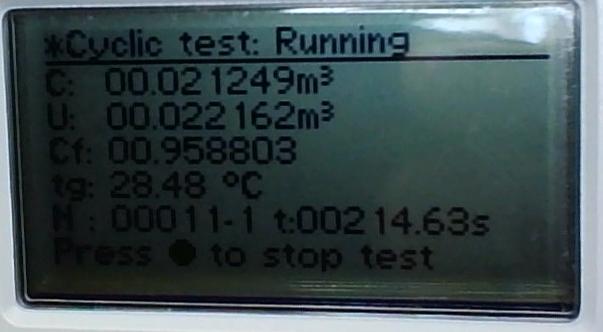 *Cyclic test: Running
C: 00.021249m³
U: 00.022162m³
Cf: 00.958803
tg: 28.48 °C
N : 00011-1 t:00214.63s
Press ● to stop test